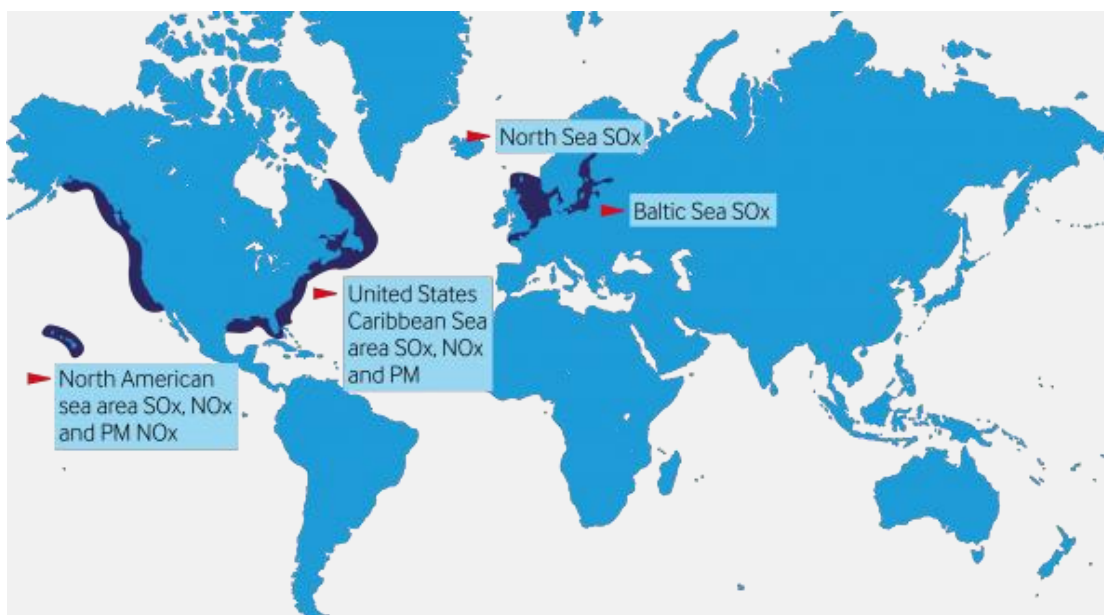 North Sea SOx
Baltic Sea SOx
United States
Caribbean Sea
area SOx, NOx
and PM
North American
sea area SOx, NOx
and PM NOx